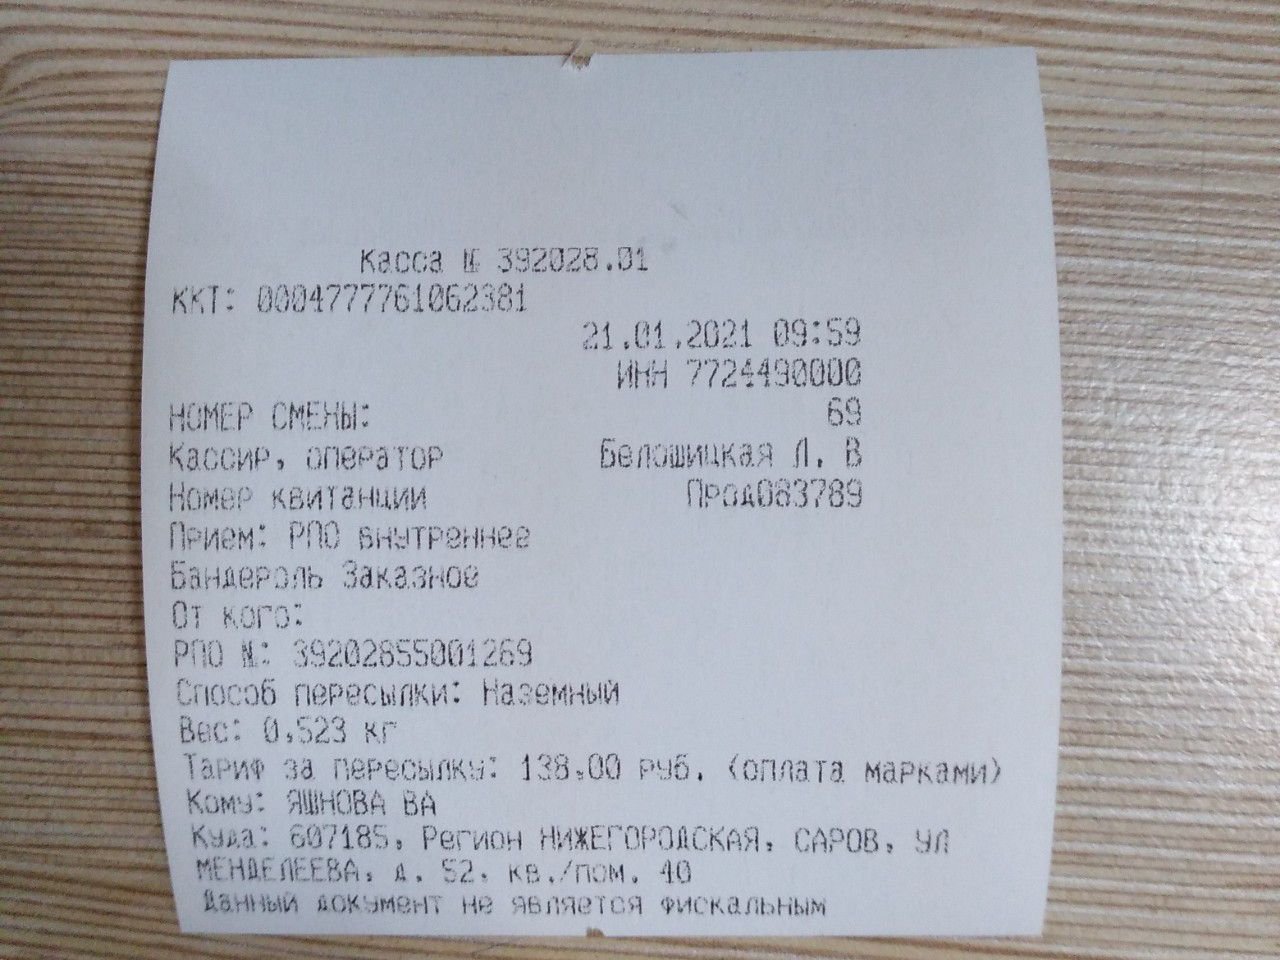 Касса № 392028.01
ККТ: 0004777761062381
21.01.2021 09:59
ИНН 7724490000
НОМЕР СМЕНЫ: 69
Кассир, оператор Белошицкая Л. В
Номер квитанции Прод083789
Прием: РПО внутреннее
Бандероль Заказное
От кого:
РПО №: 39202855001269
Способ пересылки: Наземный
Вес: 0,523 кг
Тариф за пересылку: 138,00 руб. (оплата марками)
Кому: ЯШНОВА ВА
Куда: 607185, Регион НИЖЕГОРОДСКАЯ, САРОВ, УЛ
МЕНДЕЛЕЕВА, д. 52, кв./пом. 40
Данный документ не является фискальным